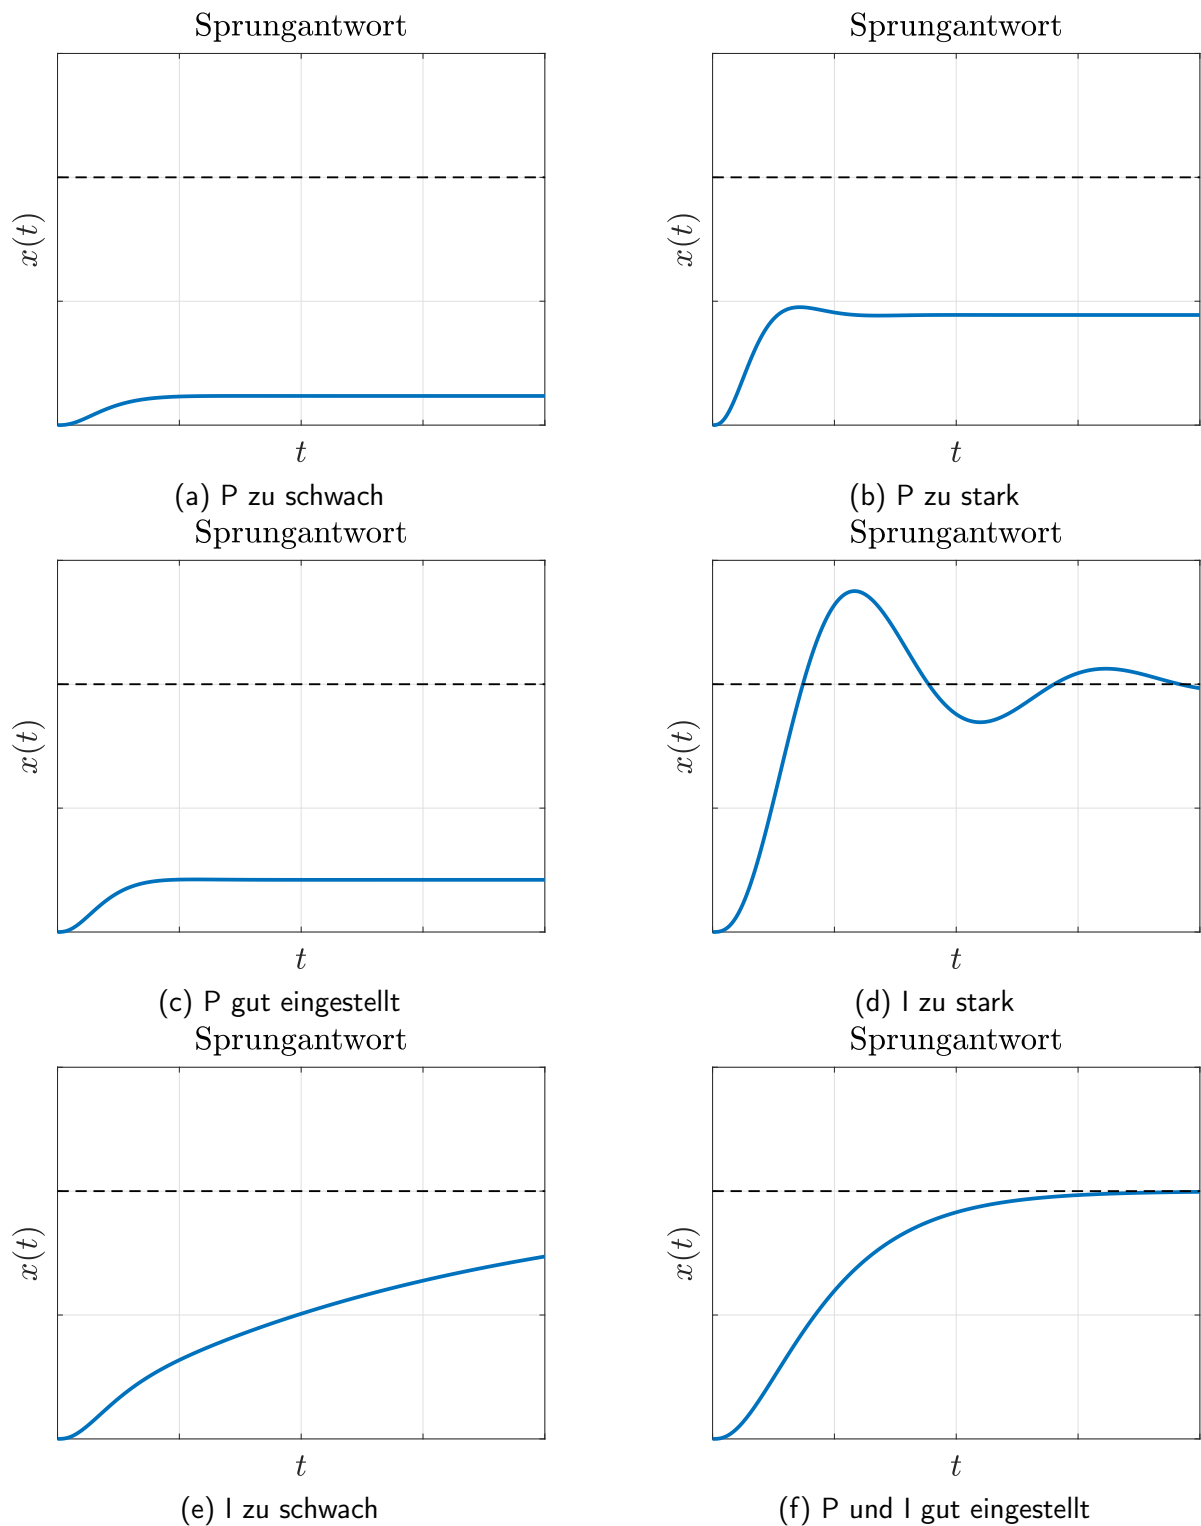 Sprungantwort
x(t)
t
(a) P zu schwach
Sprungantwort
x(t)
t
(b) P zu stark
Sprungantwort
x(t)
t
(c) P gut eingestellt
Sprungantwort
x(t)
t
(d) I zu stark
Sprungantwort
x(t)
t
(e) I zu schwach
Sprungantwort
x(t)
t
(f) P und I gut eingestellt